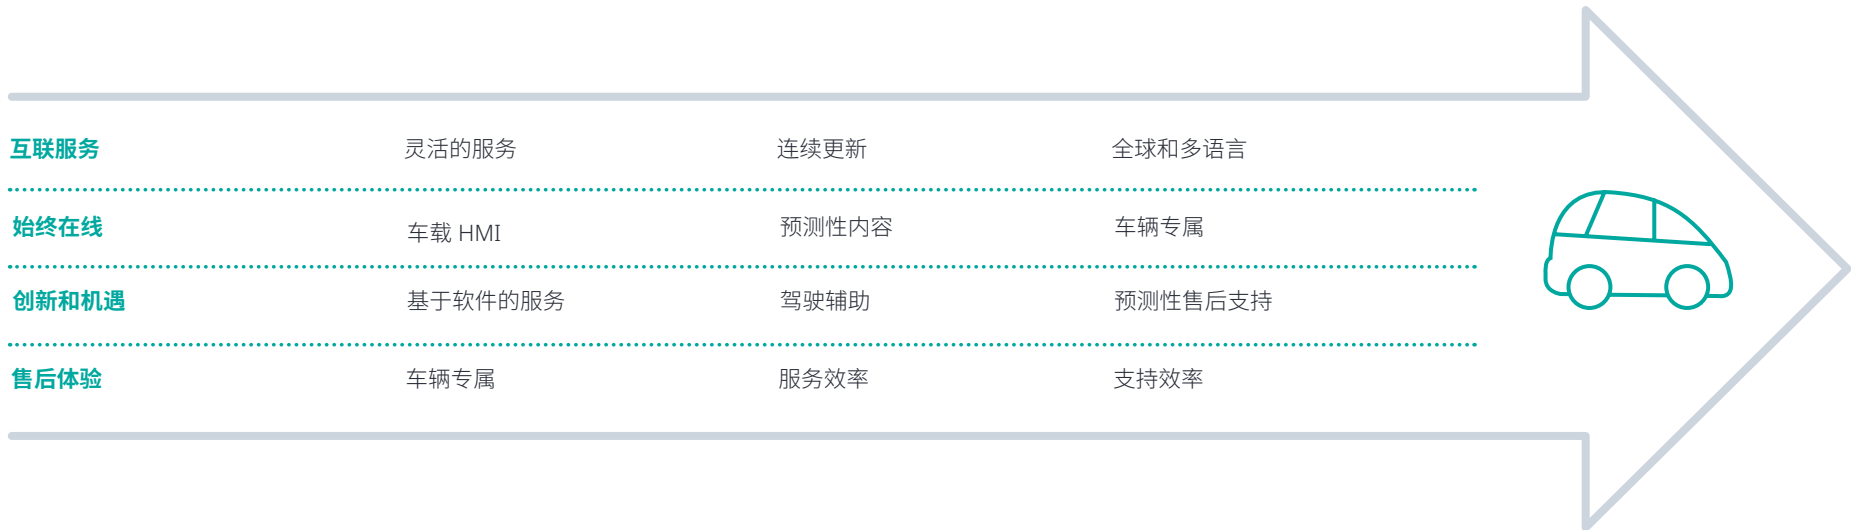 互联服务 灵活的服务 连续更新 全球和多语言
始终在线 车载 HMI 预测性内容 车辆专属
创新和机遇 基于软件的服务 驾驶辅助 预测性售后支持
售后体验 车辆专属 服务效率 支持效率